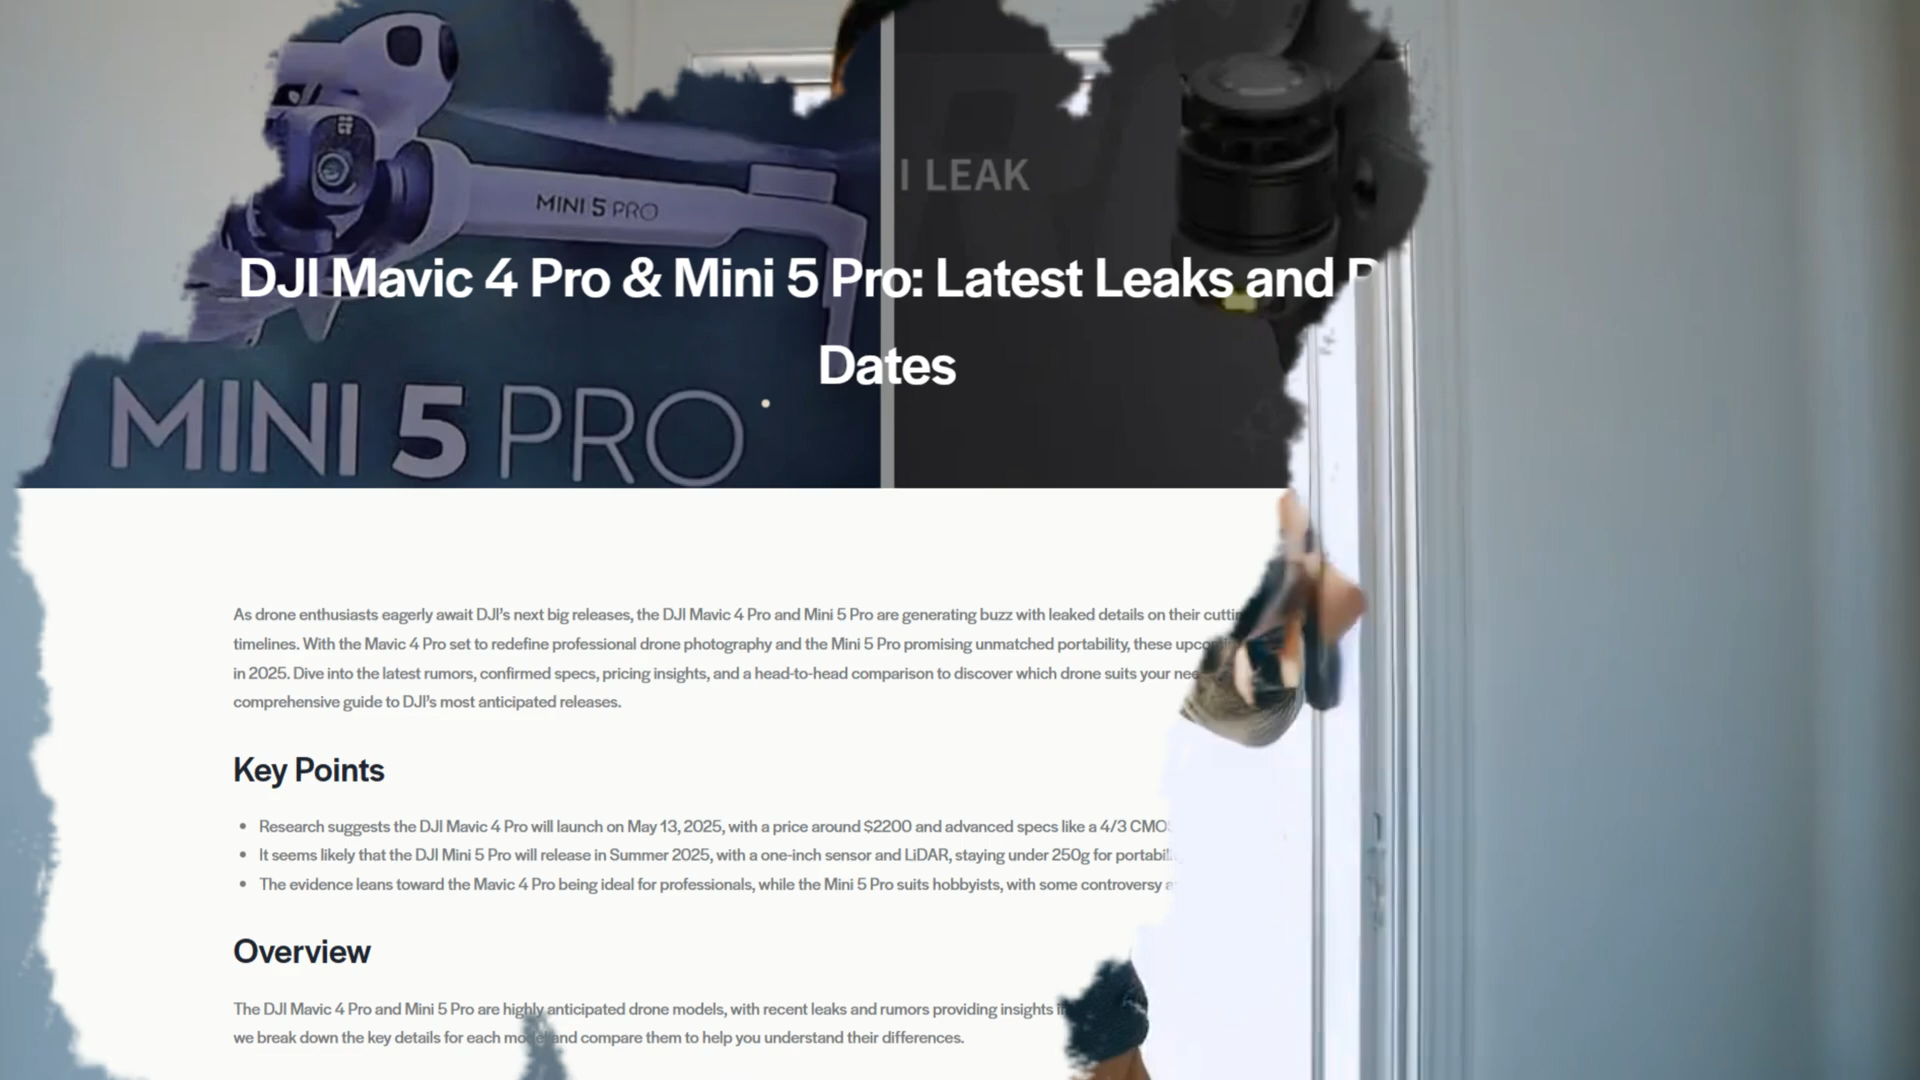 MINI 5 PRO
I LEAK
DJI Mavic 4 Pro & Mini 5 Pro: Latest Leaks and
Dates
MINI 5 PRO
As drone enthusiasts eagerly await DJI's next big releases, the DJI Mavic 4 Pro and Mini 5 Pro are generating buzz with leaked details on their
timelines. With the Mavic 4 Pro set to redefine professional drone photography and the Mini 5 Pro promising unmatched portability, these
in 2025. Dive into the latest rumors, confirmed specs, pricing insights, and a head-to-head comparison to discover which drone suits your
comprehensive guide to DJI's most anticipated releases.
Key Points
Research suggests the DJI Mavic 4 Pro will launch on May 13, 2025, with a price around $2200 and advanced specs like a 4/3 CMOS
It seems likely that the DJI Mini 5 Pro will release in Summer 2025, with a one-inch sensor and LiDAR, staying under 250g for
The evidence leans toward the Mavic 4 Pro being ideal for professionals, while the Mini 5 Pro suits hobbyists, with some controversy
Overview
The DJI Mavic 4 Pro and Mini 5 Pro are highly anticipated drone models, with recent leaks and rumors providing insights
we break down the key details for each model and compare them to help you understand their differences.